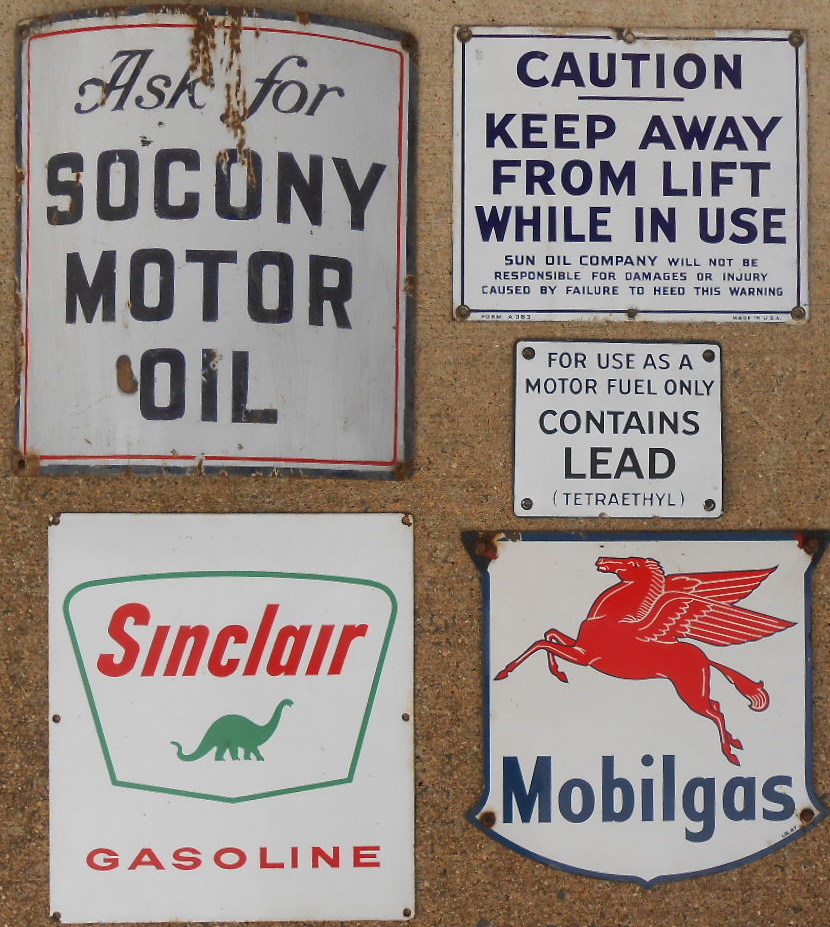 Ask for
SOCONY
MOTOR
OIL
CAUTION
KEEP AWAY
FROM LIFT
WHILE IN USE
SUN OIL COMPANY WILL NOT BE
RESPONSIBLE FOR DAMAGES OR INJURY
CAUSED BY FAILURE TO HEED THIS WARNING
FORM A 353 MADE IN U.S.A.
FOR USE AS A
MOTOR FUEL ONLY
CONTAINS
LEAD
(TETRAETHYL)
Sinclair
GASOLINE
Mobilgas